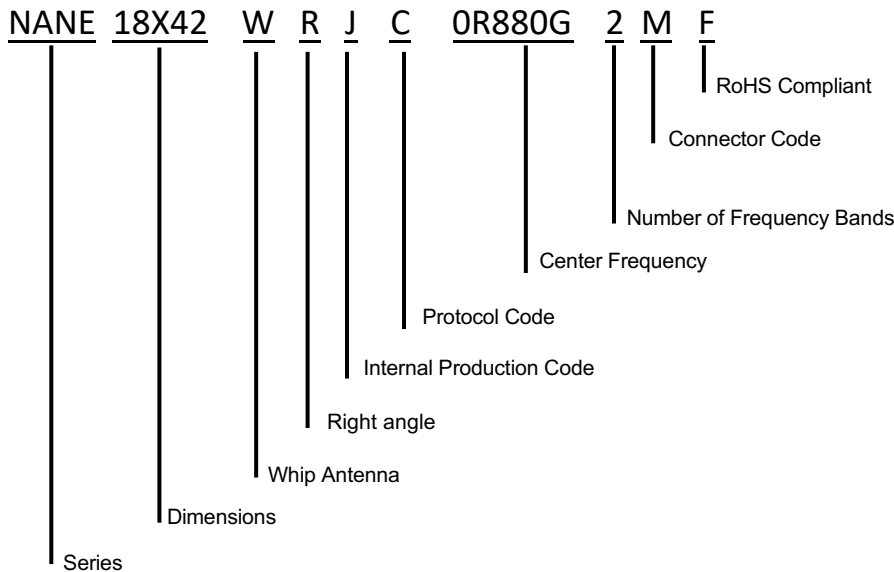 NANE 18X42 W R J C 0R880G 2 M F
RoHS Compliant
Connector Code
Number of Frequency Bands
Center Frequency
Protocol Code
Internal Production Code
Right angle
Whip Antenna
Dimensions
Series